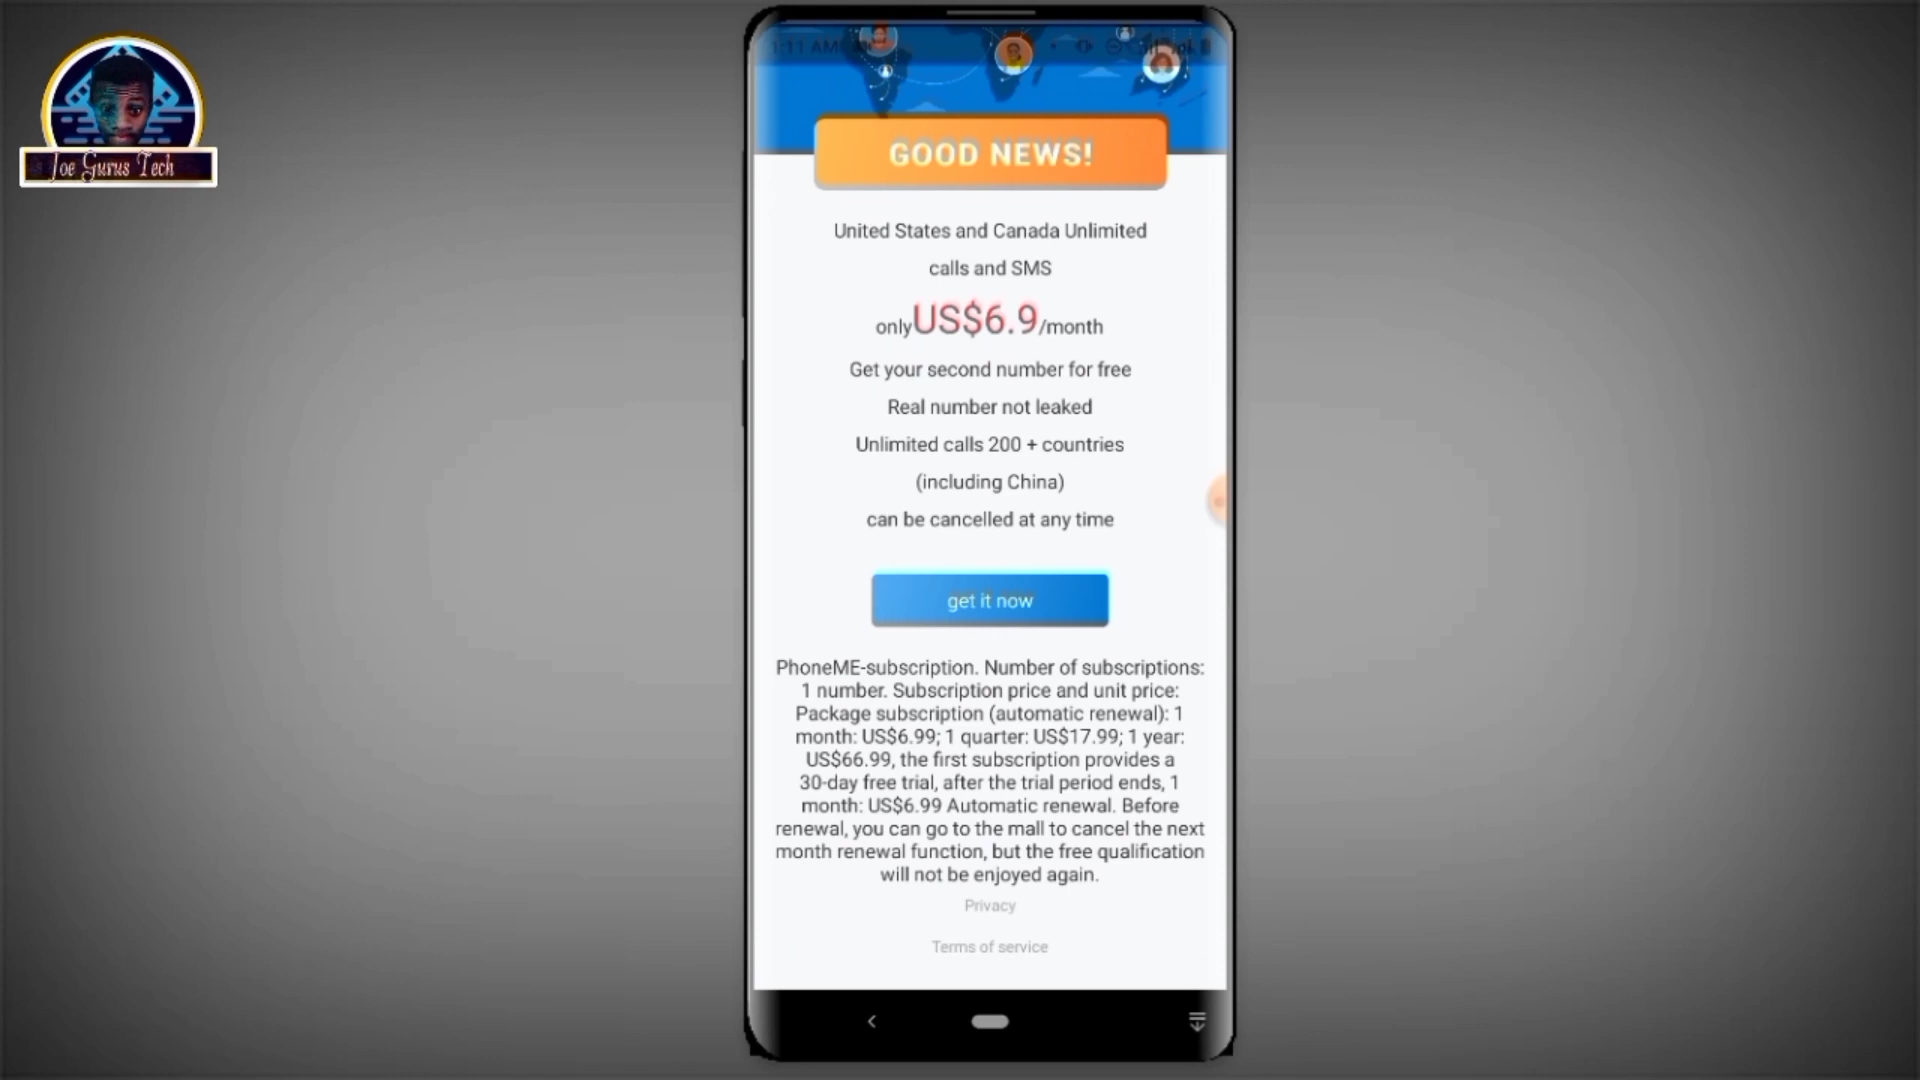 Joe Gurus Tech
1:11 AM
GOOD NEWS!
United States and Canada Unlimited
calls and SMS
only US$6.9 /month
Get your second number for free
Real number not leaked
Unlimited calls 200 + countries
(including China)
can be cancelled at any time
get it now
PhoneME-subscription. Number of subscriptions:
1 number. Subscription price and unit price:
Package subscription (automatic renewal): 1
month: US$6.99; 1 quarter: US$17.99; 1 year:
US$66.99, the first subscription provides a
30-day free trial, after the trial period ends, 1
month: US$6.99 Automatic renewal. Before
renewal, you can go to the mall to cancel the next
month renewal function, but the free qualification
will not be enjoyed again.
Privacy
Terms of service